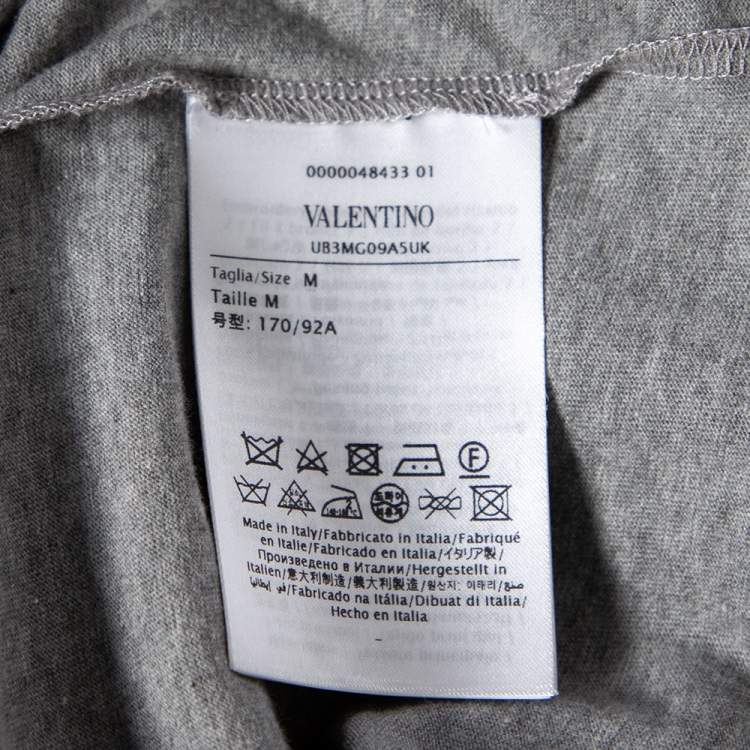 0000048433 01
VALENTINO
UB3MG09A5UK
Taglia/Size M
Taille M
号型: 170/92A
F
드라이
Made in Italy/Fabbricato in Italia/Fabriqué
en Italie/Fabricado en Italia/イタリア製/
Произведено в Италии/Hergestellt in
Italien/意大利制造/義大利製造/원산지: 이태리/صنع
في إيطاليا/Fabricado na Itália/Dibuat di Italia/
Hecho en Italia
-